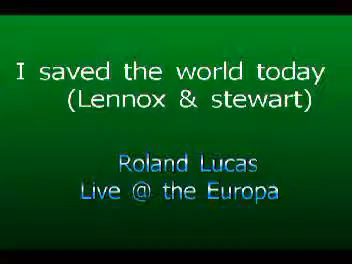 I saved the world today
(Lennox & stewart)
Roland Lucas
Live @ the Europa